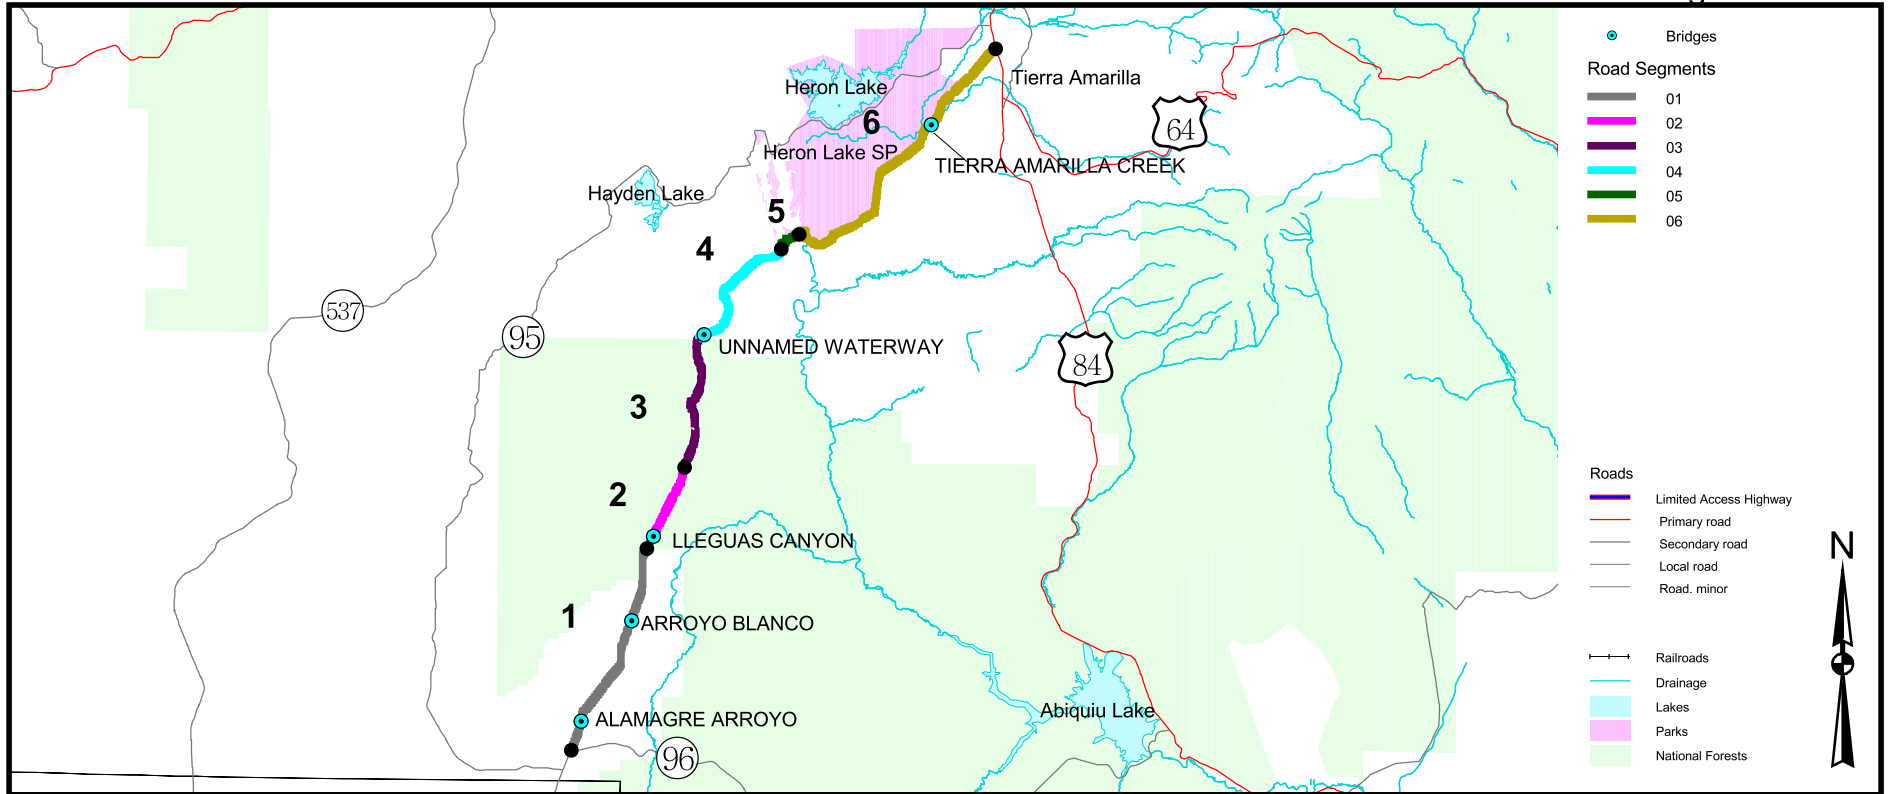 Bridges
Road Segments
01
02
03
04
05
06
Heron Lake
Tierra Amarilla
6
64
Heron Lake SP
TIERRA AMARILLA CREEK
Hayden Lake
5
4
537
95
UNNAMED WATERWAY
84
3
2
LLEGUAS CANYON
1
ARROYO BLANCO
ALAMAGRE ARROYO
Abiquiu Lake
96
Roads
Limited Access Highway
Primary road
Secondary road
Local road
Road. minor
N
Railroads
Drainage
Lakes
Parks
National Forests